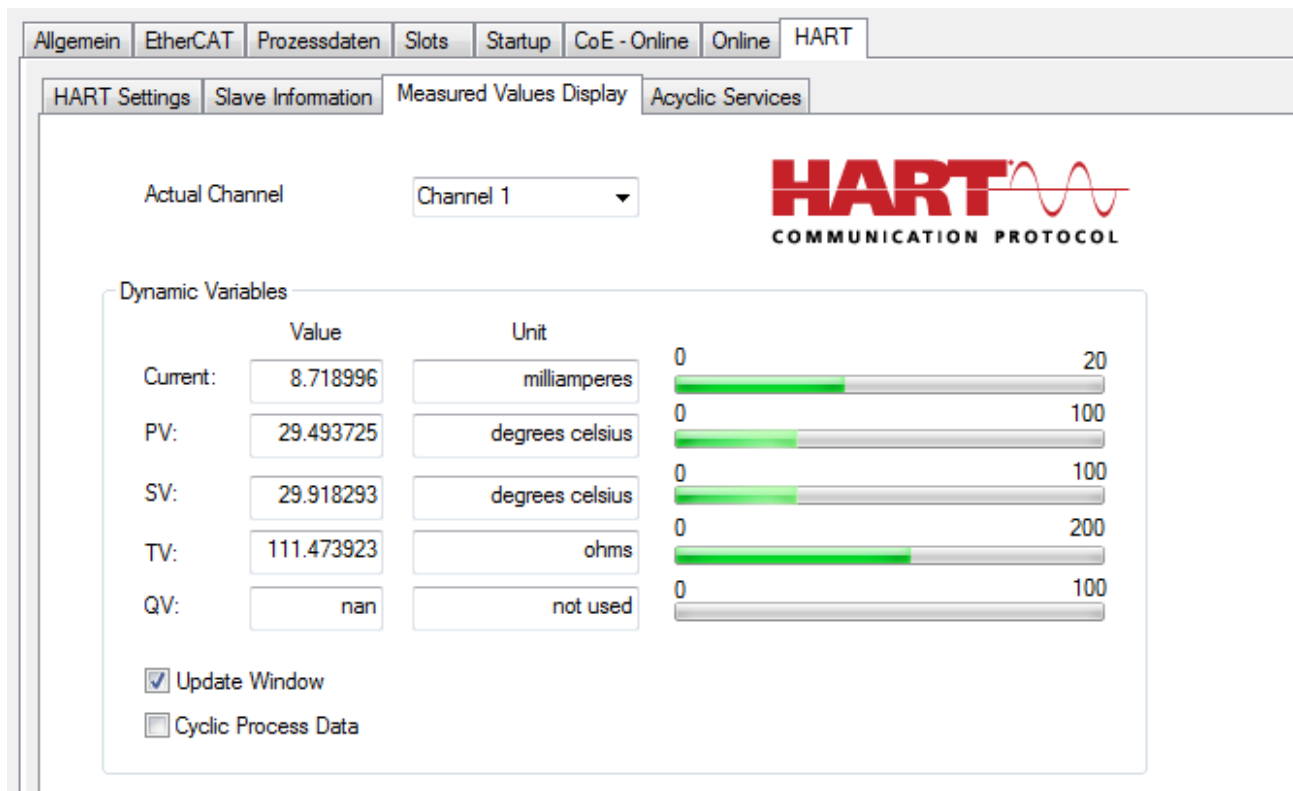 Allgemein EtherCAT Prozessdaten Slots Startup CoE - Online Online HART
HART Settings Slave Information Measured Values Display Acyclic Services
Actual Channel Channel 1
HART
COMMUNICATION PROTOCOL
Dynamic Variables
Value Unit
Current: 8.718996 milliamperes 0 20
PV: 29.493725 degrees celsius 0 100
SV: 29.918293 degrees celsius 0 100
TV: 111.473923 ohms 0 200
QV: nan not used 0 100
Update Window
Cyclic Process Data